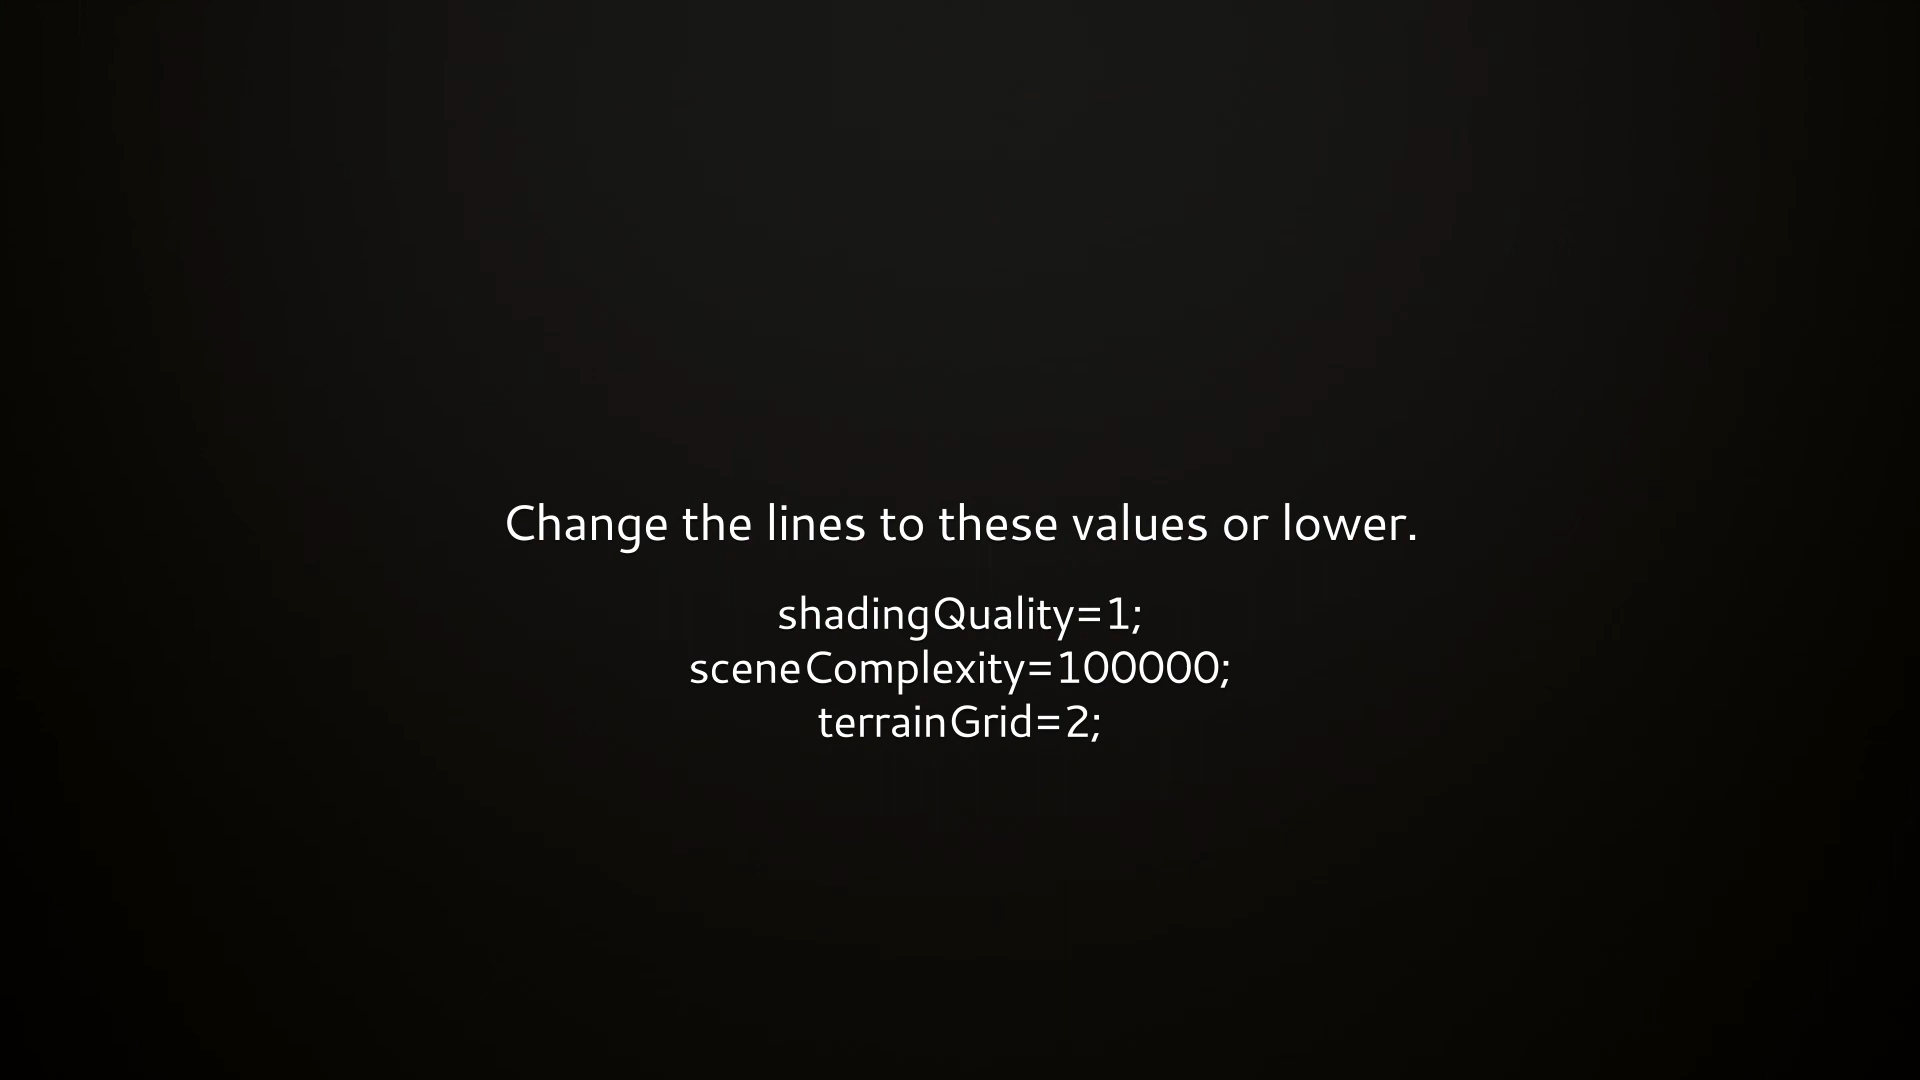 Change the lines to these values or lower.
shadingQuality=1;
sceneComplexity=100000;
terrainGrid=2;